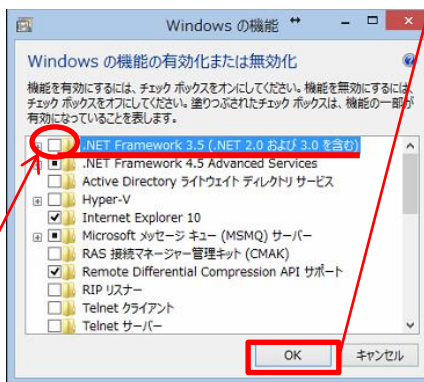 Windows の機能
Windows の機能の有効化または無効化
機能を有効にするには、チェック ボックスをオンにしてください。機能を無効にするには、
チェック ボックスをオフにしてください。塗りつぶされたチェック ボックスは、機能の一部が
有効になっていることを表します。
.NET Framework 3.5 (.NET 2.0 および 3.0 を含む)
.NET Framework 4.5 Advanced Services
Active Directory ライトウェイト ディレクトリ サービス
Hyper-V
Internet Explorer 10
Microsoft メッセージ キュー (MSMQ) サーバー
RAS 接続マネージャー管理キット (CMAK)
Remote Differential Compression API サポート
RIP リスナー
Telnet クライアント
Telnet サーバー
OK キャンセル